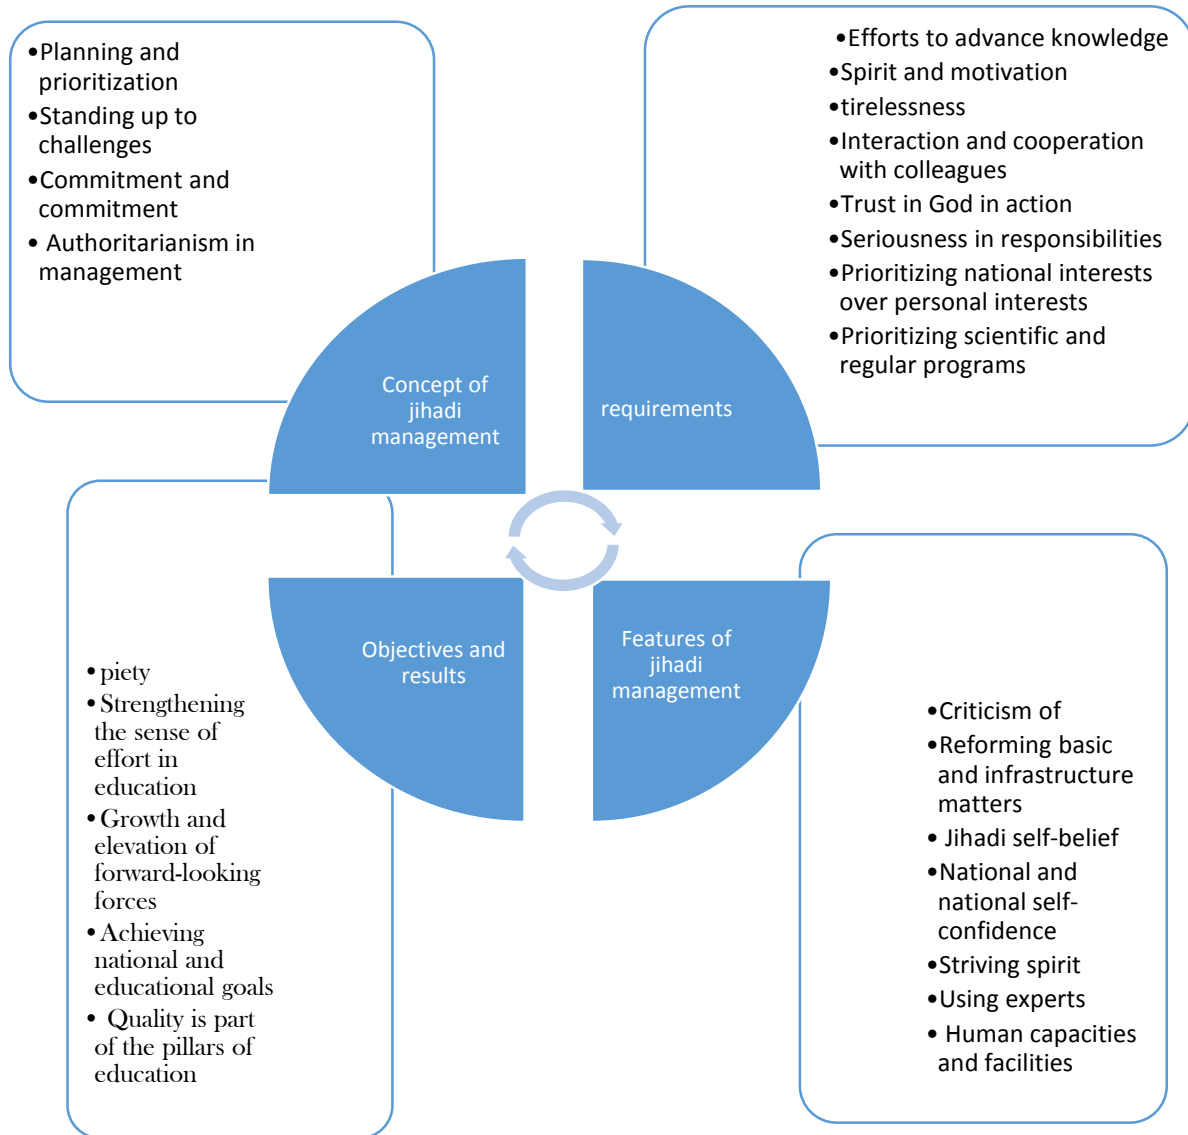 •Planning and
prioritization
•Standing up to
challenges
•Commitment and
commitment
• Authoritarianism in
management
•Efforts to advance knowledge
•Spirit and motivation
•tirelessness
•Interaction and cooperation
with colleagues
•Trust in God in action
•Seriousness in responsibilities
•Prioritizing national interests
over personal interests
•Prioritizing scientific and
regular programs
Concept of
jihadi
management
requirements
Objectives and
results
Features of
jihadi
management
• piety
• Strengthening
the sense of
effort in
education
• Growth and
elevation of
forward-looking
forces
• Achieving
national and
educational goals
• Quality is part
of the pillars of
education
•Criticism of
•Reforming basic
and infrastructure
matters
• Jihadi self-belief
•National and
national self-
confidence
•Striving spirit
•Using experts
• Human capacities
and facilities